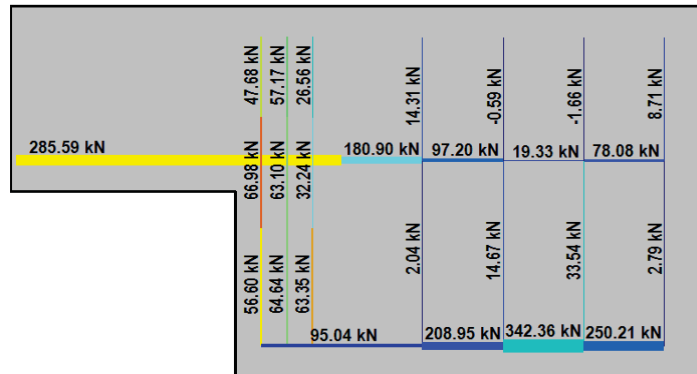 47.68 kN
57.17 kN
26.56 kN
14.31 kN
-0.59 kN
-1.66 kN
8.71 kN
285.59 kN
180.90 kN
97.20 kN
19.33 kN
78.08 kN
66.98 kN
63.10 kN
32.24 kN
56.60 kN
64.64 kN
63.35 kN
2.04 kN
14.67 kN
33.54 kN
2.79 kN
95.04 kN
208.95 kN
342.36 kN
250.21 kN